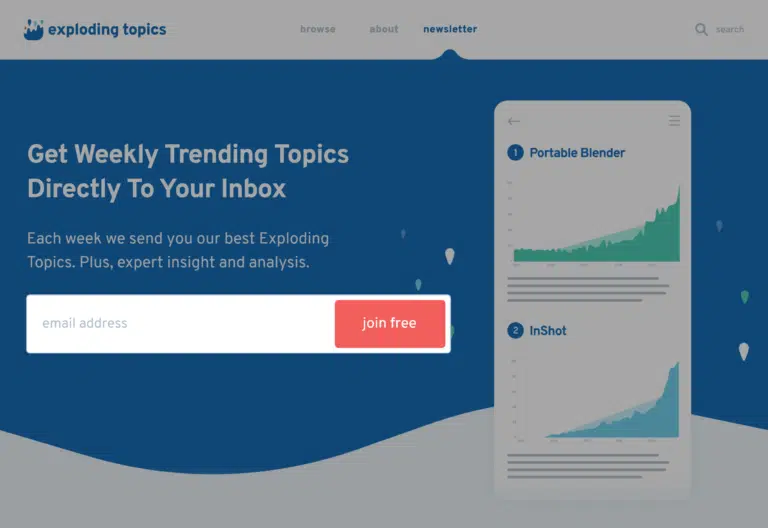 exploding topics
browse
about
newsletter
search
Get Weekly Trending Topics
Directly To Your Inbox
Each week we send you our best Exploding
Topics. Plus, expert insight and analysis.
email address
join free
1 Portable Blender
2 InShot